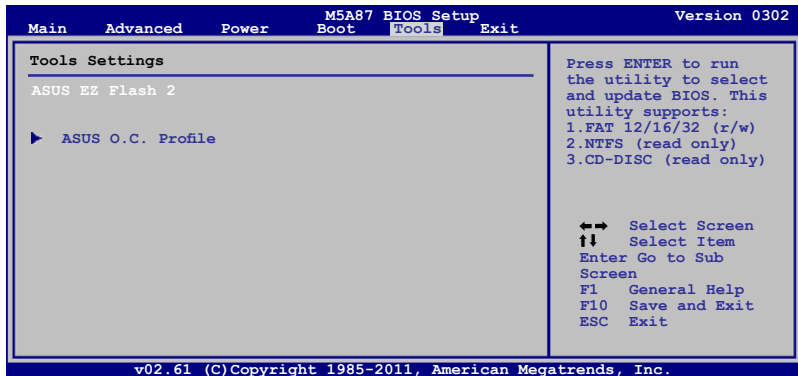 M5A87 BIOS Setup Version 0302
Main Advanced Power Boot Tools Exit
Tools Settings
ASUS EZ Flash 2
ASUS O.C. Profile
Press ENTER to run
the utility to select
and update BIOS. This
utility supports:
1.FAT 12/16/32 (r/w)
2.NTFS (read only)
3.CD-DISC (read only)
←→ Select Screen
↑↓ Select Item
Enter Go to Sub
Screen
F1 General Help
F10 Save and Exit
ESC Exit
v02.61 (C)Copyright 1985-2011, American Megatrends, Inc.